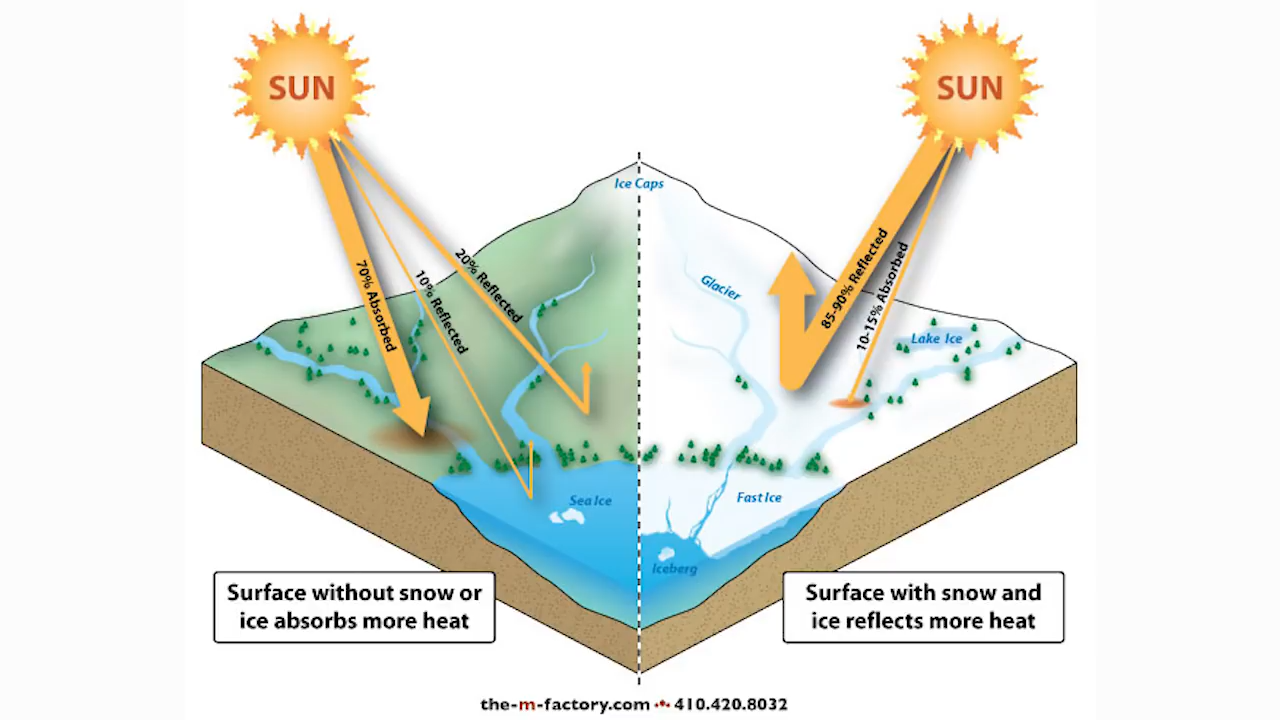 SUN
SUN
Ice Caps
70% Absorbed
10% Reflected
20% Reflected
Glacier
85-90% Reflected
10-15% Absorbed
Lake Ice
Sea Ice
Fast Ice
Iceberg
Surface without snow or
ice absorbs more heat
Surface with snow and
ice reflects more heat
the-m-factory.com 410.420.8032